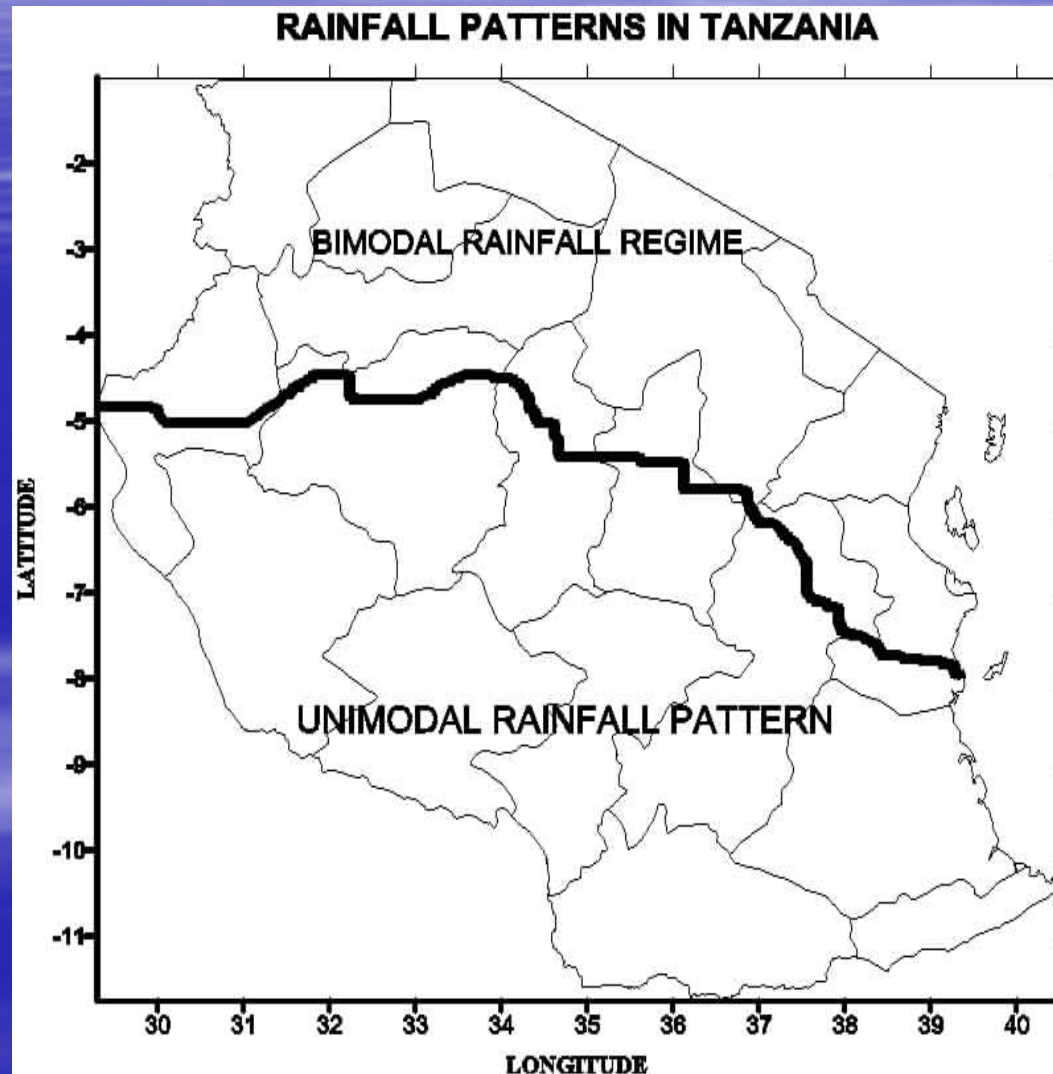 RAINFALL PATTERNS IN TANZANIA
-2
BIMODAL RAINFALL REGIME
-3
-4
-5
LATITUDE
-6
-7
-8
UNIMODAL RAINFALL PATTERN
-9
-10
-11
30 31 32 33 34 35 36 37 38 39 40
LONGITUDE